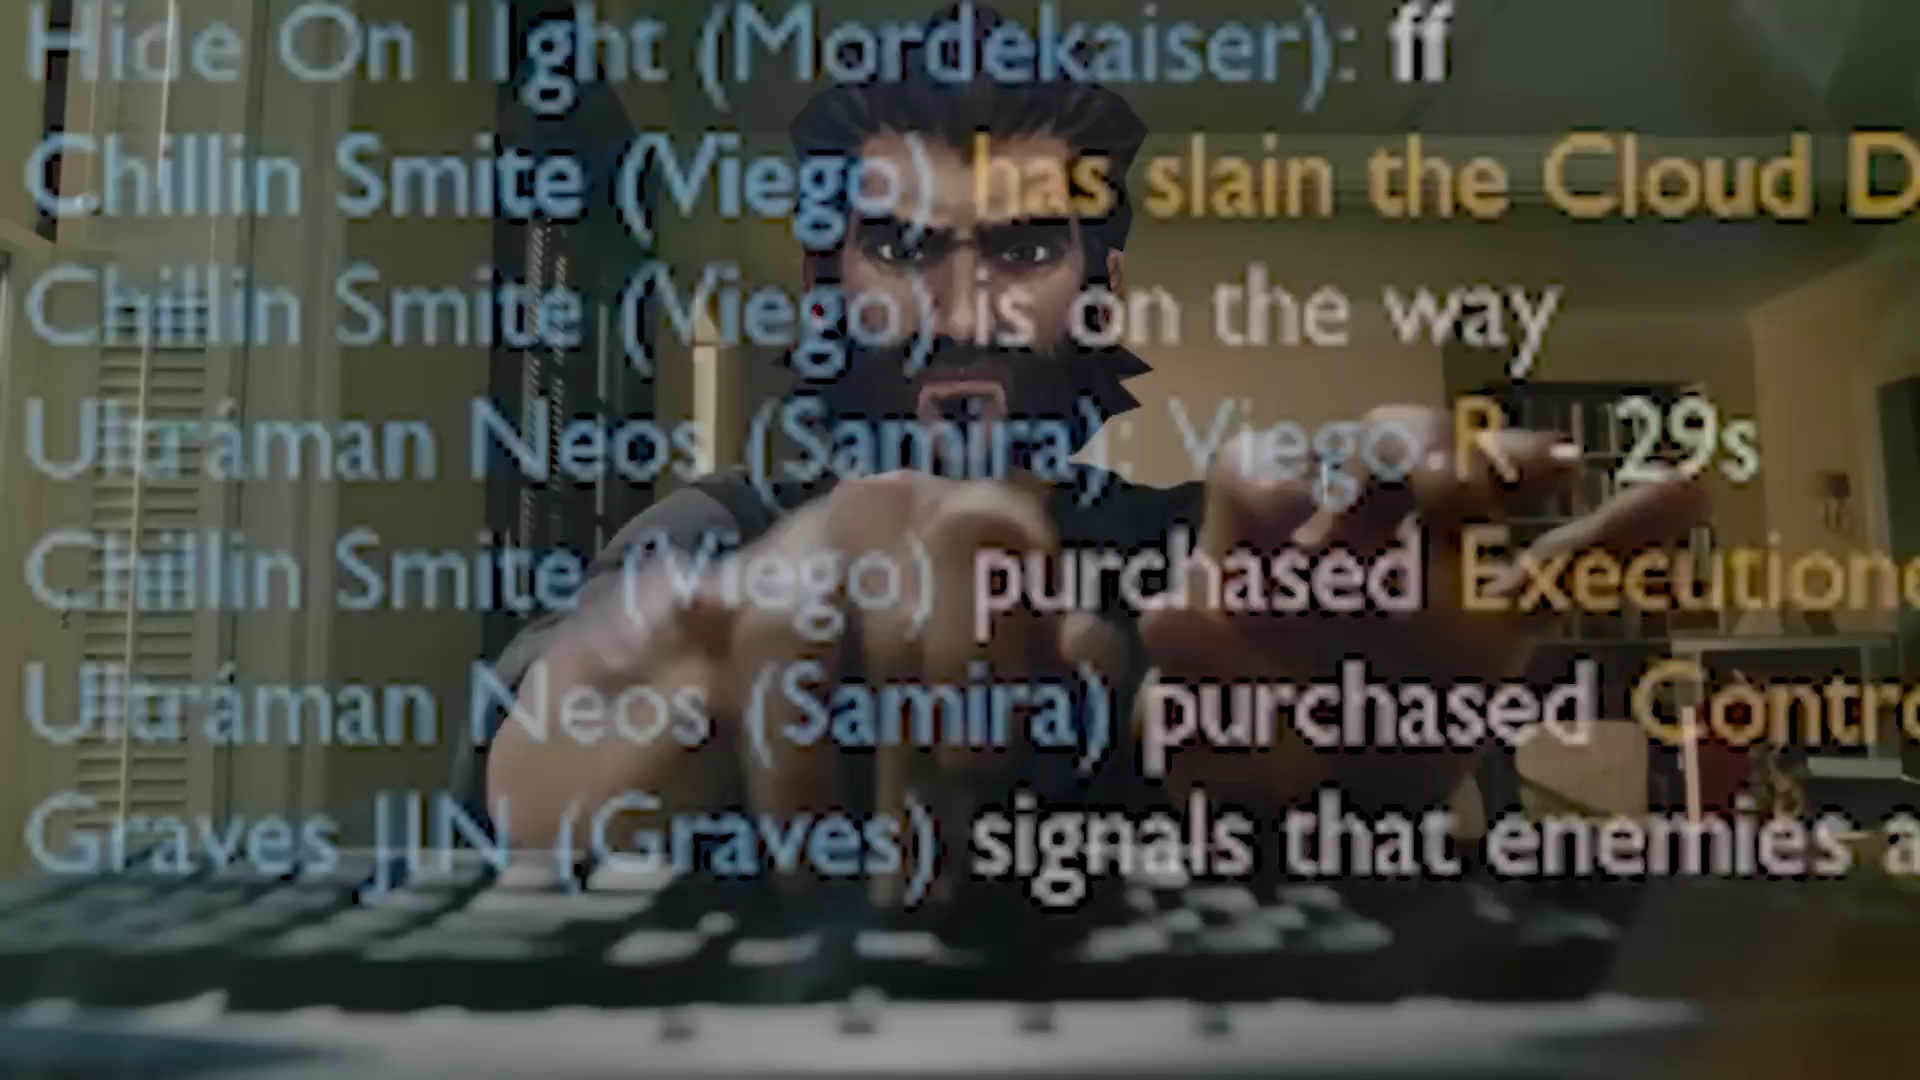 Hide On l1ght (Mordekaiser): ff
Chillin Smite (Viego) has slain the Cloud
Chillin Smite (Viego) is on the way
Ultráman Neos (Samira): Viego R - 29s
Chillin Smite (Viego) purchased
Ultráman Neos (Samira) purchased
Graves JIN (Graves) signals that enemies